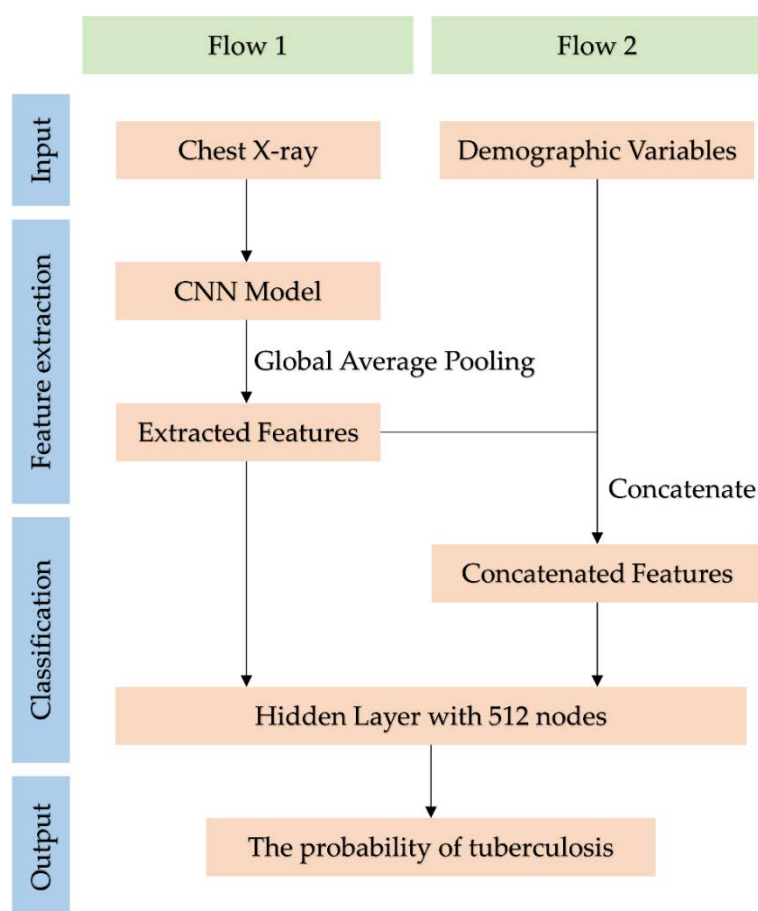 Flow 1
Flow 2
Input
Chest X-ray
Demographic Variables
Feature extraction
CNN Model
Global Average Pooling
Extracted Features
Concatenate
Classification
Concatenated Features
Hidden Layer with 512 nodes
Output
The probability of tuberculosis